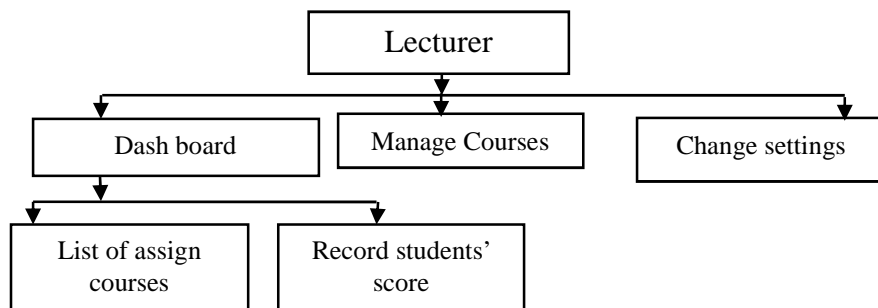 Lecturer
Dash board
Manage Courses
Change settings
List of assign
courses
Record students’
score